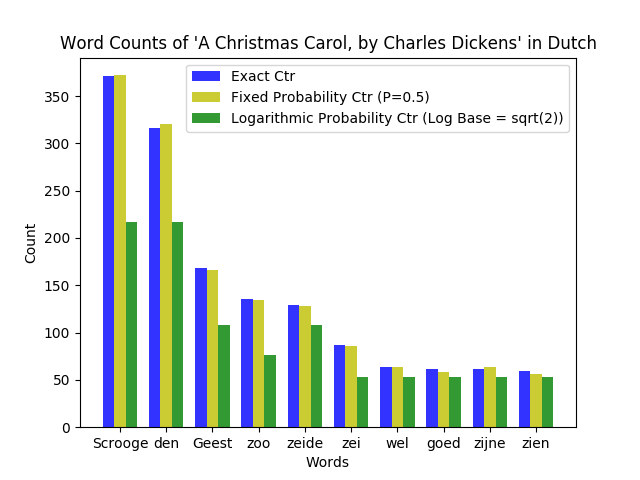 Word Counts of 'A Christmas Carol, by Charles Dickens' in Dutch
Exact Ctr
Fixed Probability Ctr (P=0.5)
Logarithmic Probability Ctr (Log Base = sqrt(2))
Count
350
300
250
200
150
100
50
0
Scrooge den Geest zoo zeide zei wel goed zijne zien
Words